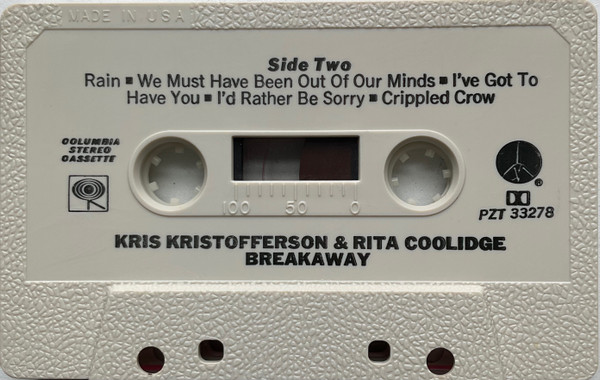 MADE IN U.S.A.
Side Two
Rain ■ We Must Have Been Out Of Our Minds ■ I've Got To
Have You ■ I'd Rather Be Sorry ■ Crippled Crow
COLUMBIA
STEREO
CASSETTE
100 50 0
®
PZT 33278
KRIS KRISTOFFERSON & RITA COOLIDGE
BREAKAWAY